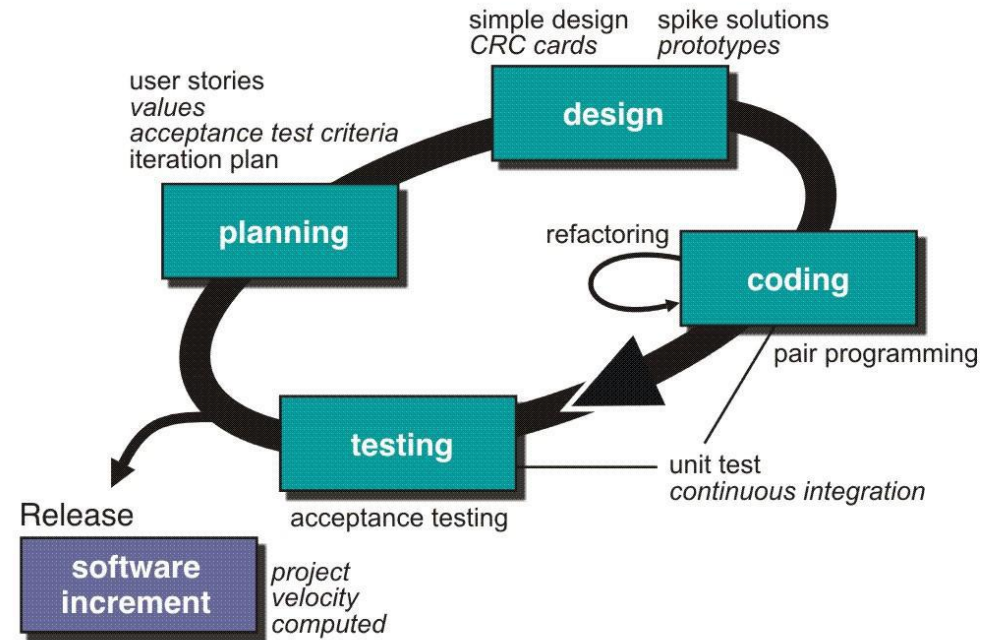 simple design
CRC cards
spike solutions
prototypes
design
user stories
values
acceptance test criteria
iteration plan
planning
refactoring
coding
pair programming
testing
unit test
continuous integration
acceptance testing
Release
software
increment
project
velocity
computed